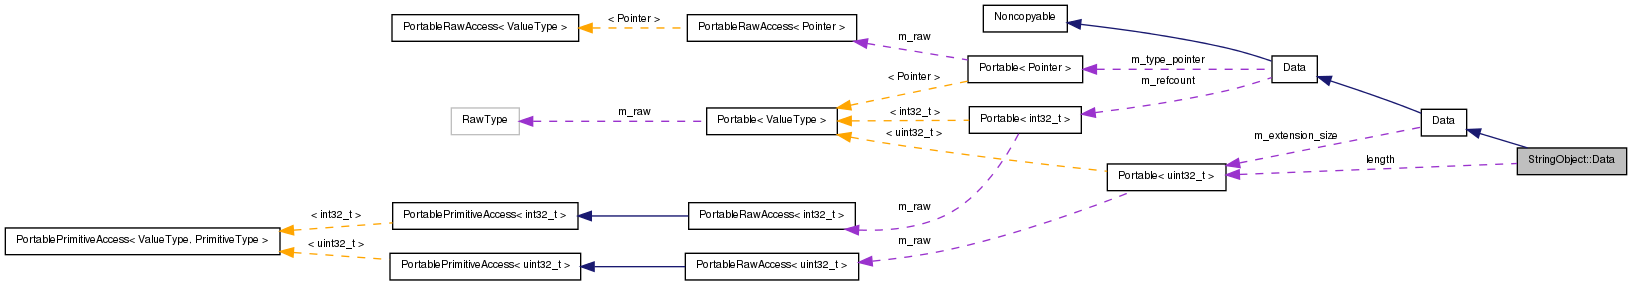 Noncopyable
PortableRawAccess< ValueType >
< Pointer >
PortableRawAccess< Pointer >
m_raw
Portable< Pointer >
m_type_pointer
Data
m_refcount
< Pointer >
RawType
m_raw
Portable< ValueType >
< int32_t >
Portable< int32_t >
< uint32_t >
Data
m_extension_size
length
StringObject::Data
Portable< uint32_t >
PortablePrimitiveAccess< ValueType, PrimitiveType >
< int32_t >
PortablePrimitiveAccess< int32_t >
PortableRawAccess< int32_t >
m_raw
< uint32_t >
PortablePrimitiveAccess< uint32_t >
PortableRawAccess< uint32_t >
m_raw